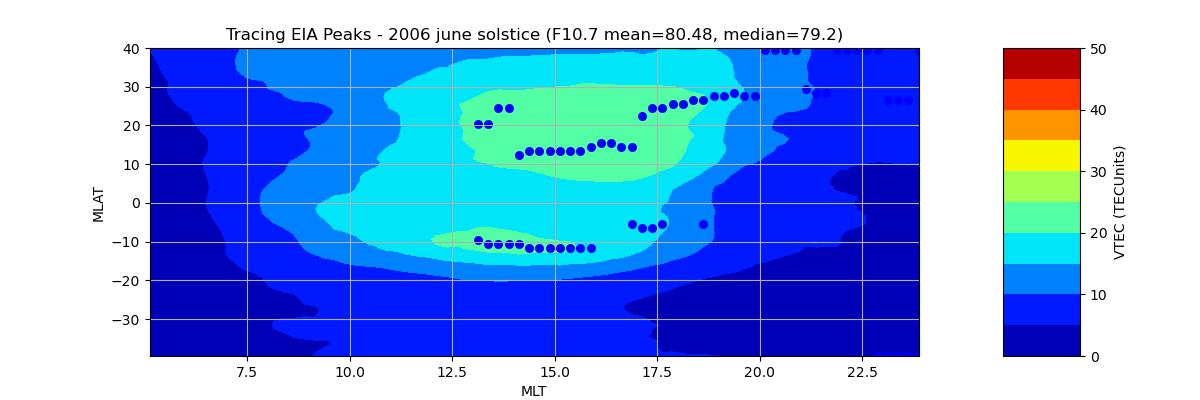 Tracing EIA Peaks - 2006 june solstice (F10.7 mean=80.48, median=79.2)
40
30
20
10
0
−10
−20
−30
MLAT
7.5 10.0 12.5 15.0 17.5 20.0 22.5
MLT
50
40
30
20
10
0
VTEC (TECUnits)